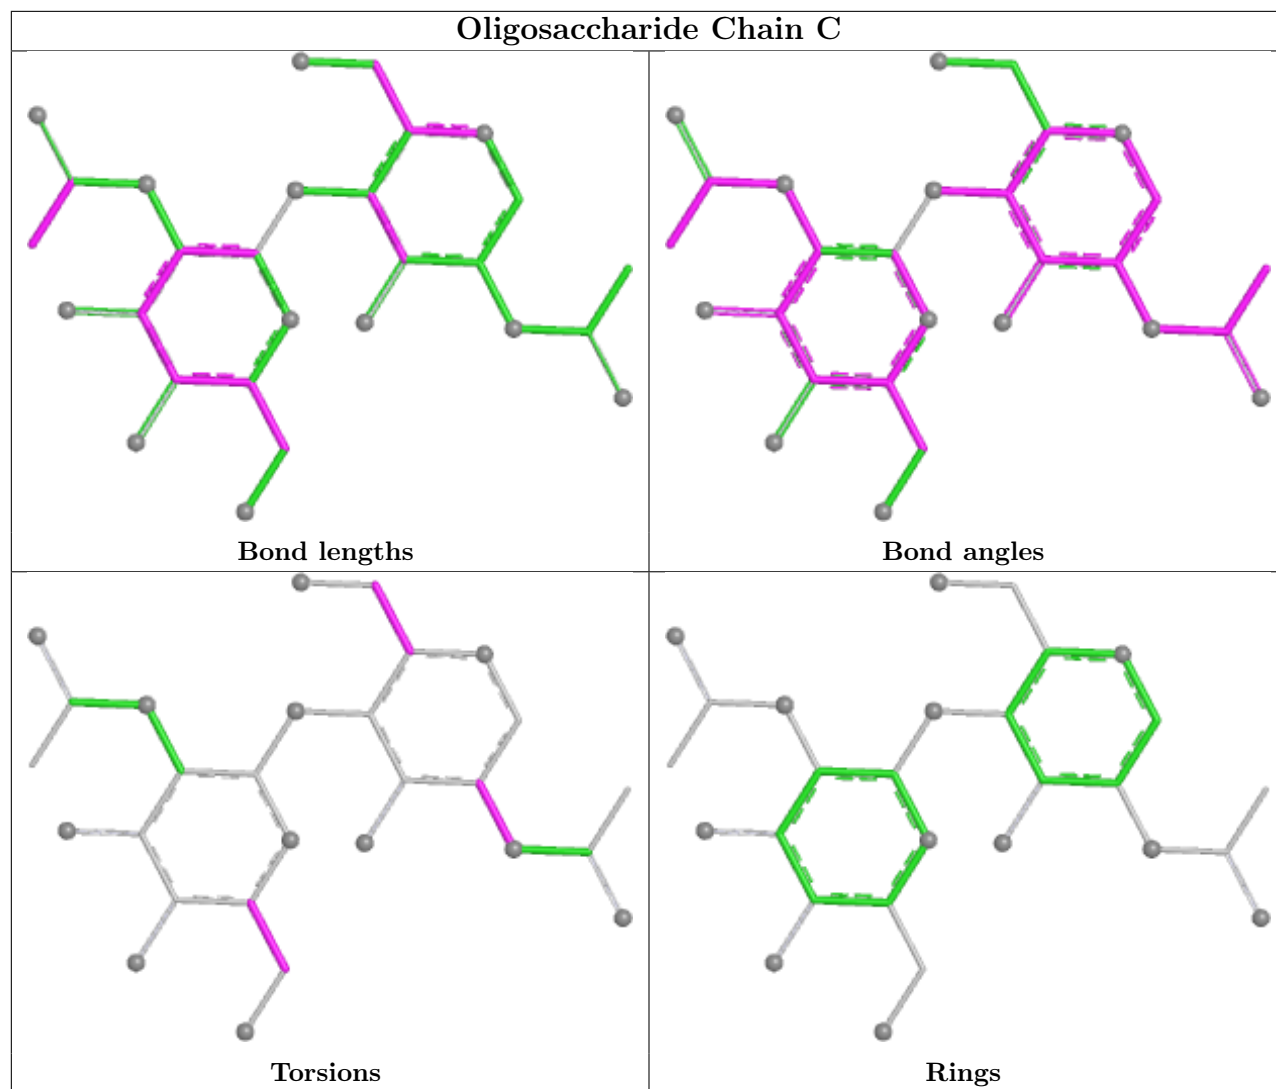 Oligosaccharide Chain C
Bond lengths
Bond angles
Torsions
Rings